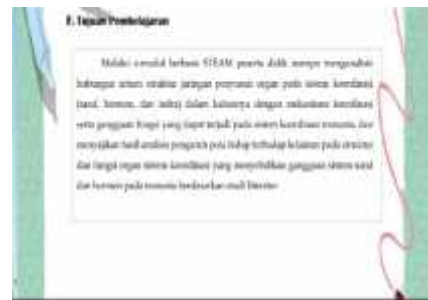 F. Tujuan Pembelajaran
Melalui e-modul berbasis STEAM peserta didik mampu menganalisis
hubungan antara struktur jaringan penyusun organ pada sistem koordinasi
(saraf, hormon, dan indra) dalam kaitannya dengan mekanisme koordinasi
serta gangguan fungsi yang dapat terjadi pada sistem koordinasi manusia, dan
menyajikan hasil analisis pengaruh pola hidup terhadap kelainan pada struktur
dan fungsi organ sistem koordinasi yang menyebabkan gangguan sistem saraf
dan hormon pada manusia berdasarkan studi literatur